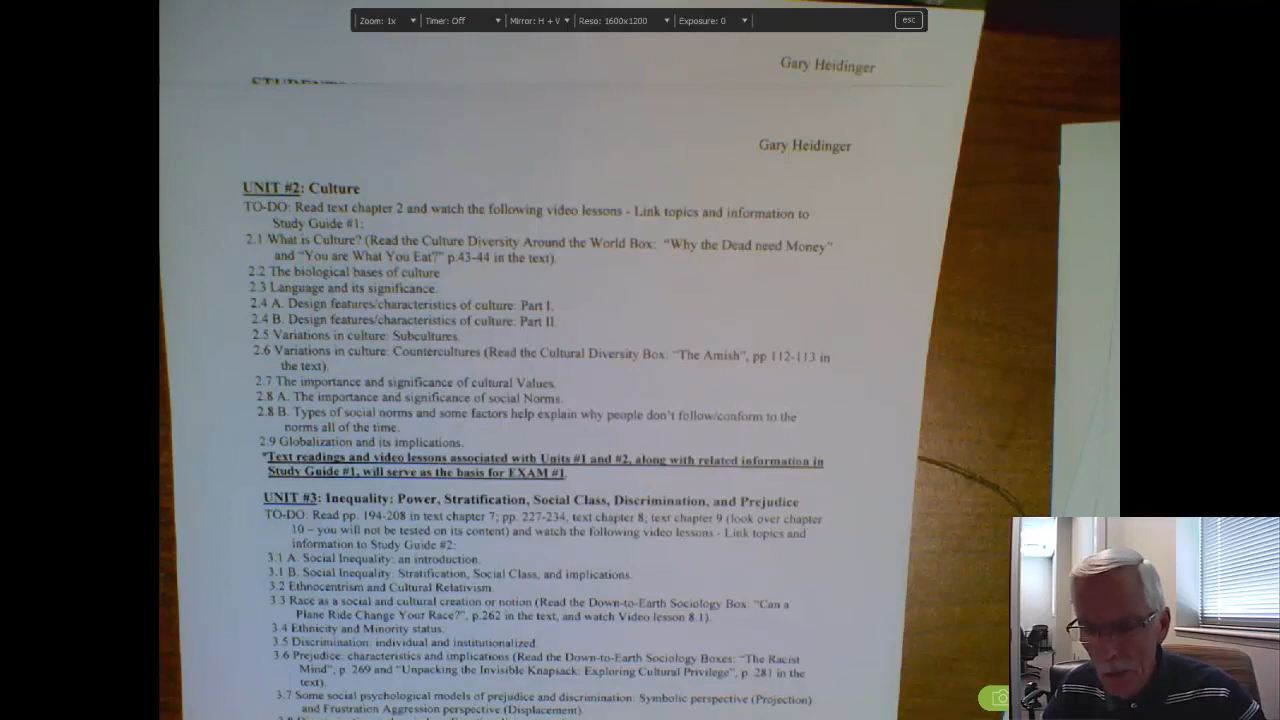 Zoom: 1x Timer: Off Mirror: H + V Reso: 1600x1200 Exposure: 0 esc
Gary Heidinger
Gary Heidinger
UNIT #2: Culture
TO-DO: Read text chapter 2 and watch the following video lessons - Link topics and information to
Study Guide #1:
2.1 What is Culture? (Read the Culture Diversity Around the World Box: “Why the Dead need Money”
and “You are What You Eat?” p.43-44 in the text).
2.2 The biological bases of culture
2.3 Language and its significance.
2.4 A. Design features/characteristics of culture: Part I.
2.4 B. Design features/characteristics of culture: Part II.
2.5 Variations in culture: Subcultures.
2.6 Variations in culture: Countercultures (Read the Cultural Diversity Box: “The Amish”, pp 112-113 in
the text).
2.7 The importance and significance of cultural Values.
2.8 A. The importance and significance of social Norms.
2.8 B. Types of social norms and some factors help explain why people don’t follow/conform to the
norms all of the time.
2.9 Globalization and its implications.
*Text readings and video lessons associated with Units #1 and #2, along with related information in
Study Guide #1, will serve as the basis for EXAM #1.
UNIT #3: Inequality: Power, Stratification, Social Class, Discrimination, and Prejudice
TO-DO: Read pp. 194-208 in text chapter 7; pp. 227-234, text chapter 8; text chapter 9 (look over chapter
10 – you will not be tested on its content) and watch the following video lessons - Link topics and
information to Study Guide #2:
3.1 A. Social Inequality: an introduction.
3.1 B. Social Inequality: Stratification, Social Class, and implications.
3.2 Ethnocentrism and Cultural Relativism.
3.3 Race as a social and cultural creation or notion (Read the Down-to-Earth Sociology Box: “Can a
Plane Ride Change Your Race?”, p.262 in the text, and watch Video lesson 8.1).
3.4 Ethnicity and Minority status.
3.5 Discrimination: individual and institutionalized.
3.6 Prejudice: characteristics and implications (Read the Down-to-Earth Sociology Boxes: “The Racist
Mind”, p. 269 and “Unpacking the Invisible Knapsack: Exploring Cultural Privilege”, p. 281 in the
text).
3.7 Some social psychological models of prejudice and discrimination: Symbolic perspective (Projection)
and Frustration Aggression perspective (Displacement).